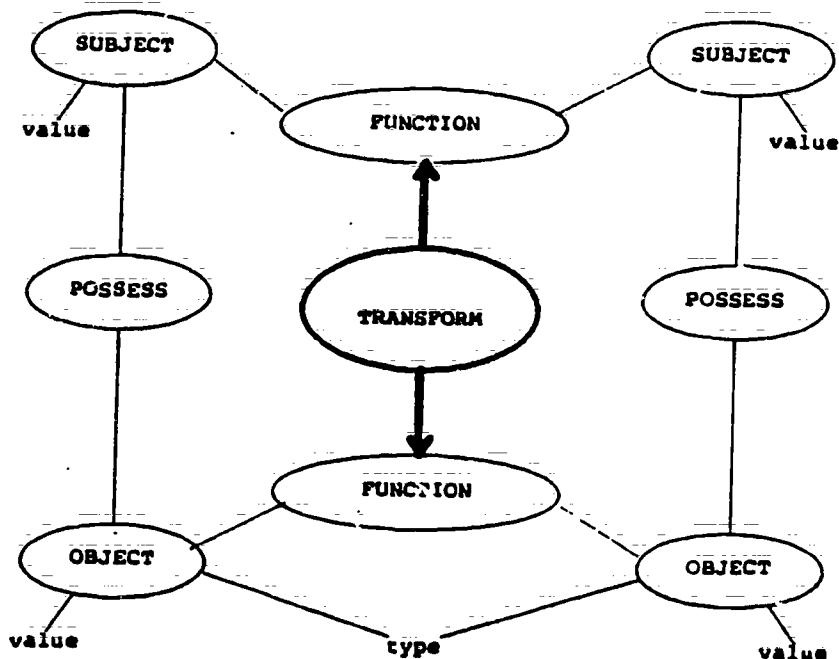 SUBJECT
SUBJECT
FUNCTION
value
value
POSSESS
POSSESS
TRANSFORM
FUNCTION
OBJECT
OBJECT
value
type
value